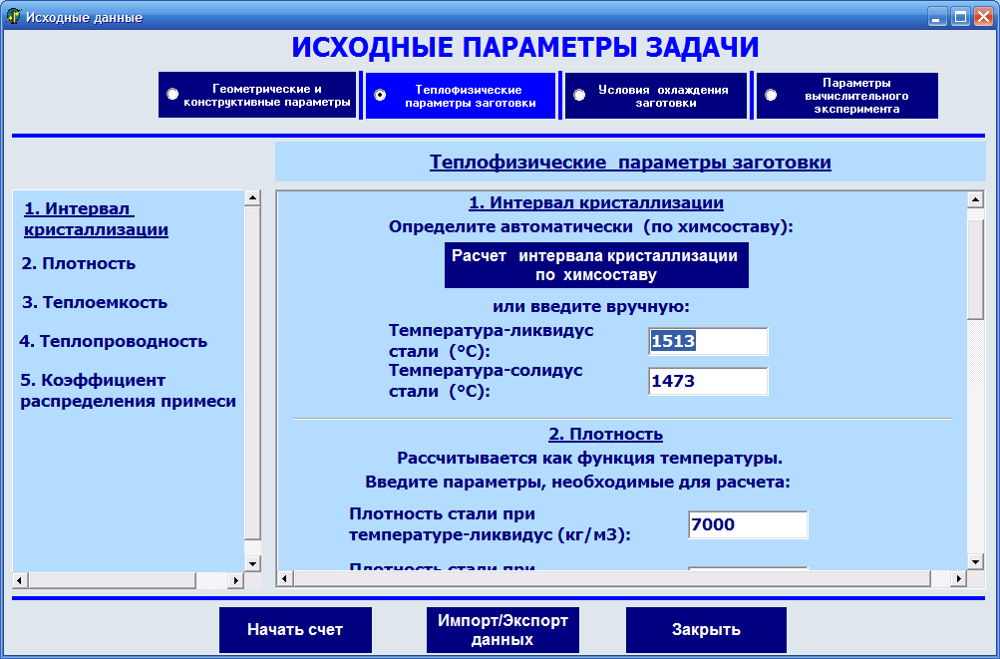 Исходные данные
ИСХОДНЫЕ ПАРАМЕТРЫ ЗАДАЧИ
Геометрические и
конструктивные параметры
Теплофизические
параметры заготовки
Условия охлаждения
заготовки
Параметры
вычислительного
эксперимента
Теплофизические параметры заготовки
1. Интервал
кристаллизации
2. Плотность
3. Теплоемкость
4. Теплопроводность
5. Коэффициент
распределения примеси
1. Интервал кристаллизации
Определите автоматически (по химсоставу):
Расчет интервала кристаллизации
по химсоставу
или введите вручную:
Температура-ликвидус
стали (°C):
1513
Температура-солидус
стали (°C):
1473
2. Плотность
Рассчитывается как функция температуры.
Введите параметры, необходимые для расчета:
Плотность стали при
температуре-ликвидус (кг/м3):
7000
Плотность стали при
Начать счет
Импорт/Экспорт
данных
Закрыть